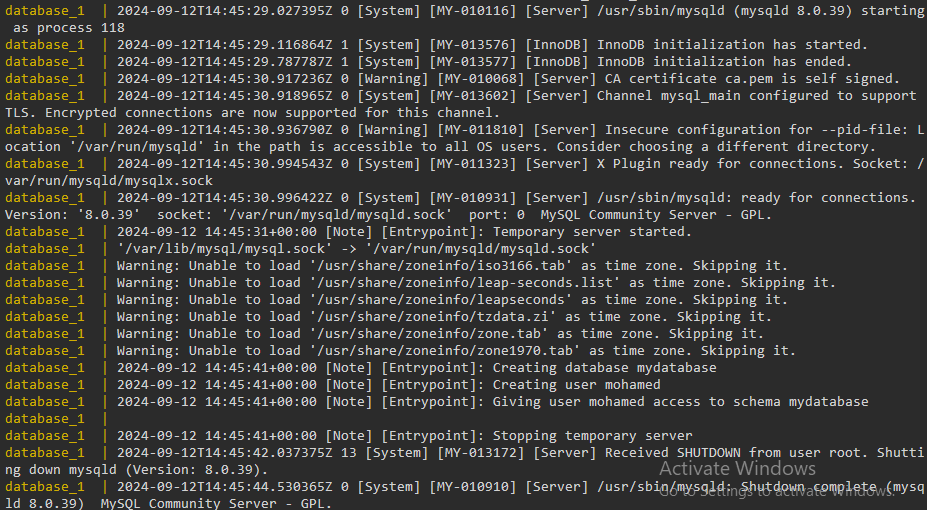 database_1  | 2024-09-12T14:45:29.027395Z 0 [System] [MY-010116] [Server] /usr/sbin/mysqld (mysqld 8.0.39) starting
 as process 118
database_1  | 2024-09-12T14:45:29.116864Z 1 [System] [MY-013576] [InnoDB] InnoDB initialization has started.
database_1  | 2024-09-12T14:45:29.787787Z 1 [System] [MY-013577] [InnoDB] InnoDB initialization has ended.
database_1  | 2024-09-12T14:45:30.917236Z 0 [Warning] [MY-010068] [Server] CA certificate ca.pem is self signed.
database_1  | 2024-09-12T14:45:30.918965Z 0 [System] [MY-013602] [Server] Channel mysql_main configured to support
TLS. Encrypted connections are now supported for this channel.
database_1  | 2024-09-12T14:45:30.936790Z 0 [Warning] [MY-011810] [Server] Insecure configuration for --pid-file: L
ocation '/var/run/mysqld' in the path is accessible to all OS users. Consider choosing a different directory.
database_1  | 2024-09-12T14:45:30.994543Z 0 [System] [MY-011323] [Server] X Plugin ready for connections. Socket: /
var/run/mysqld/mysqlx.sock
database_1  | 2024-09-12T14:45:30.996422Z 0 [System] [MY-010931] [Server] /usr/sbin/mysqld: ready for connections.
Version: '8.0.39'  socket: '/var/run/mysqld/mysqld.sock'  port: 0  MySQL Community Server - GPL.
database_1  | 2024-09-12 14:45:31+00:00 [Note] [Entrypoint]: Temporary server started.
database_1  | '/var/lib/mysql/mysql.sock' -> '/var/run/mysqld/mysqld.sock'
database_1  | Warning: Unable to load '/usr/share/zoneinfo/iso3166.tab' as time zone. Skipping it.
database_1  | Warning: Unable to load '/usr/share/zoneinfo/leap-seconds.list' as time zone. Skipping it.
database_1  | Warning: Unable to load '/usr/share/zoneinfo/leapseconds' as time zone. Skipping it.
database_1  | Warning: Unable to load '/usr/share/zoneinfo/tzdata.zi' as time zone. Skipping it.
database_1  | Warning: Unable to load '/usr/share/zoneinfo/zone.tab' as time zone. Skipping it.
database_1  | Warning: Unable to load '/usr/share/zoneinfo/zone1970.tab' as time zone. Skipping it.
database_1  | 2024-09-12 14:45:41+00:00 [Note] [Entrypoint]: Creating database mydatabase
database_1  | 2024-09-12 14:45:41+00:00 [Note] [Entrypoint]: Creating user mohamed
database_1  | 2024-09-12 14:45:41+00:00 [Note] [Entrypoint]: Giving user mohamed access to schema mydatabase
database_1  |
database_1  | 2024-09-12 14:45:41+00:00 [Note] [Entrypoint]: Stopping temporary server
database_1  | 2024-09-12T14:45:42.037375Z 13 [System] [MY-013172] [Server] Received SHUTDOWN from user root. Shutti
ng down mysqld (Version: 8.0.39).
Activate Windows
database_1  | 2024-09-12T14:45:44.530365Z 0 [System] [MY-010910] [Server] /usr/sbin/mysqld: Shutdown complete (mysq
Go to Settings to activate Windows.
ld 8.0.39)  MySQL Community Server - GPL.